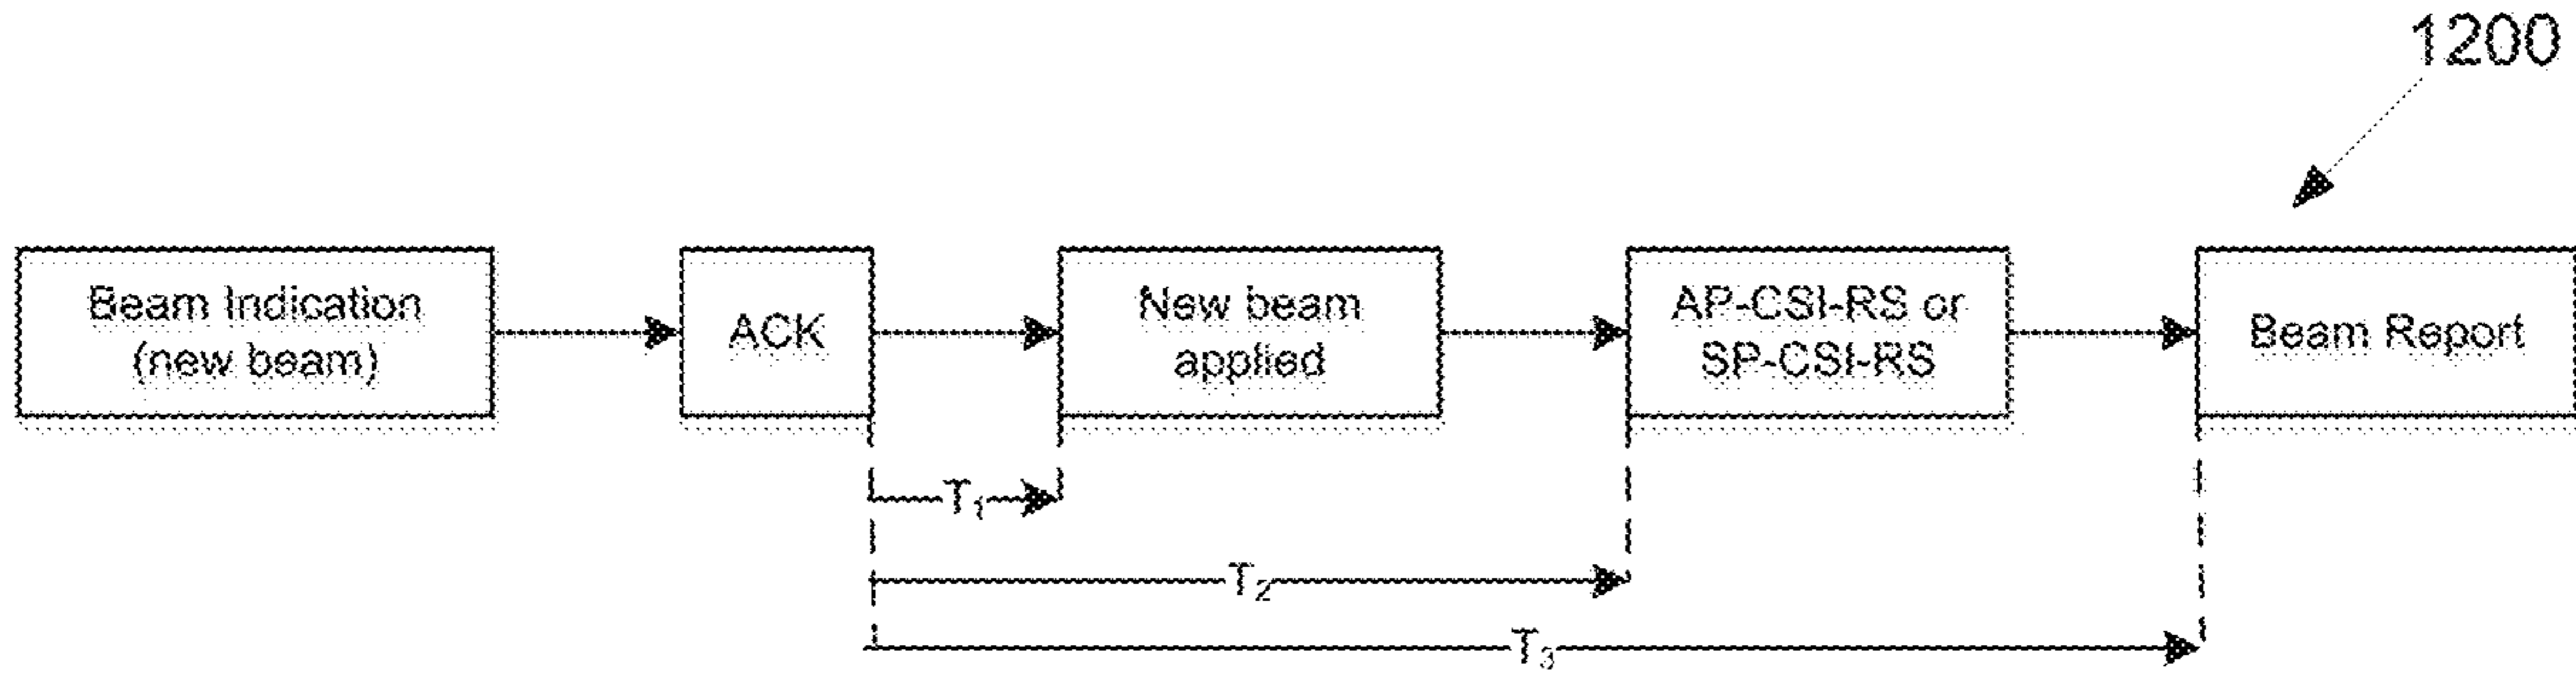 1200
Beam Indication
(new beam)
ACK
New beam
applied
AP-CSI-RS or
SP-CSI-RS
Beam Report
T₁
T₂
T₃